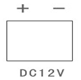 + −
DC12V